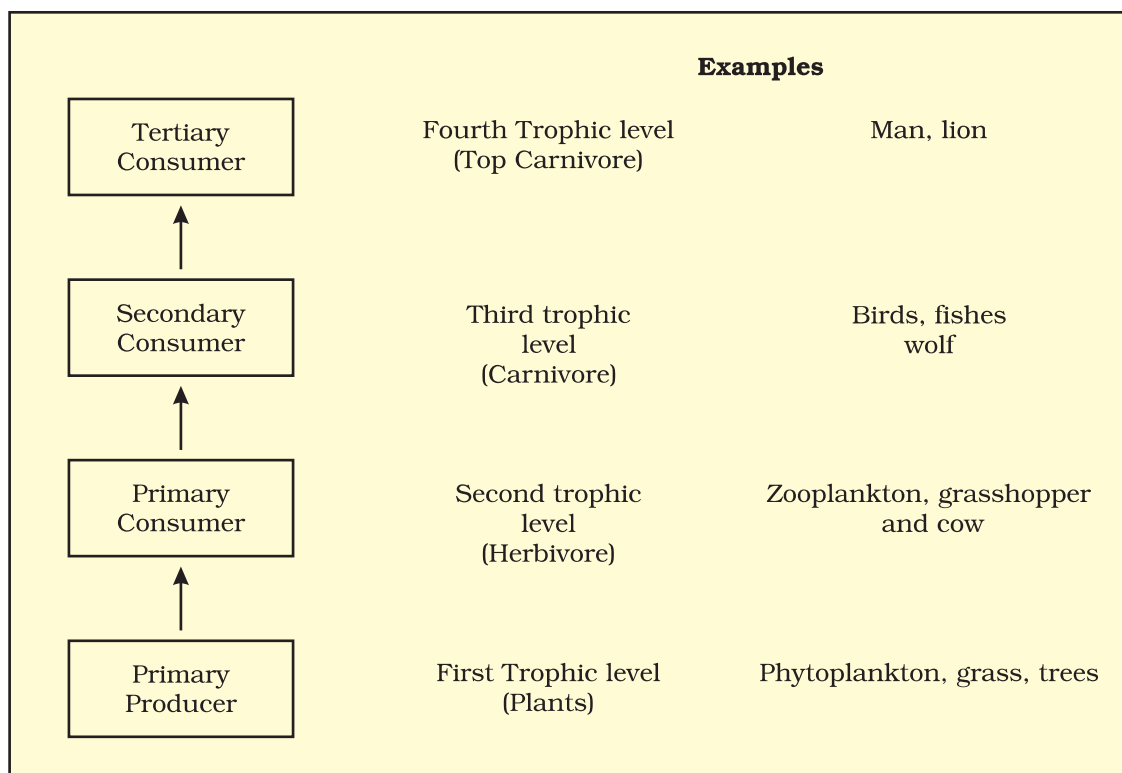 Examples
Tertiary
Consumer
Fourth Trophic level
(Top Carnivore)
Man, lion
Secondary
Consumer
Third trophic
level
(Carnivore)
Birds, fishes
wolf
Primary
Consumer
Second trophic
level
(Herbivore)
Zooplankton, grasshopper
and cow
Primary
Producer
First Trophic level
(Plants)
Phytoplankton, grass, trees